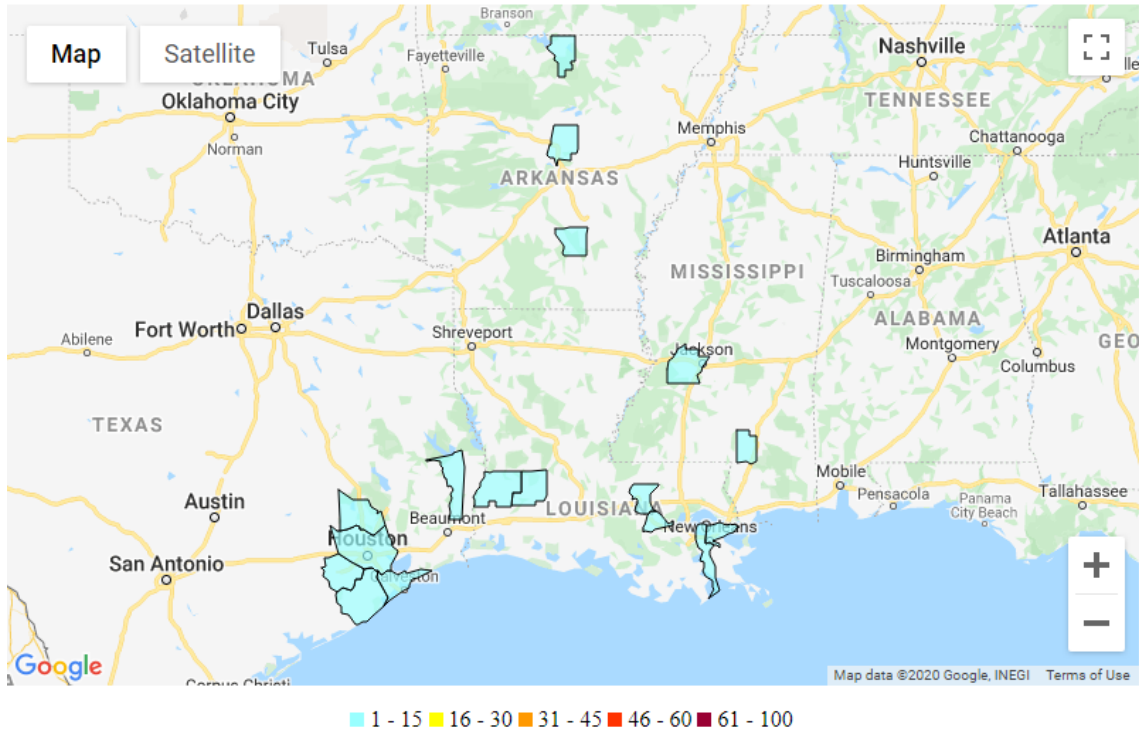 Branson
Map
Satellite
Tulsa
Fayetteville
Nashville
OKLAHOMA
Oklahoma City
TENNESSEE
Norman
Memphis
Chattanooga
Huntsville
ARKANSAS
Atlanta
Birmingham
MISSISSIPPI
Tuscaloosa
ALABAMA
Dallas
Fort Worth
Shreveport
Abilene
Jackson
Montgomery
GEO
Columbus
TEXAS
Mobile
Pensacola
Tallahassee
Panama
City Beach
Austin
LOUISIANA
Beaumont
New Orleans
Houston
San Antonio
Galveston
Google
Corpus Christi
Map data ©2020 Google, INEGI Terms of Use
1 - 15 16 - 30 31 - 45 46 - 60 61 - 100